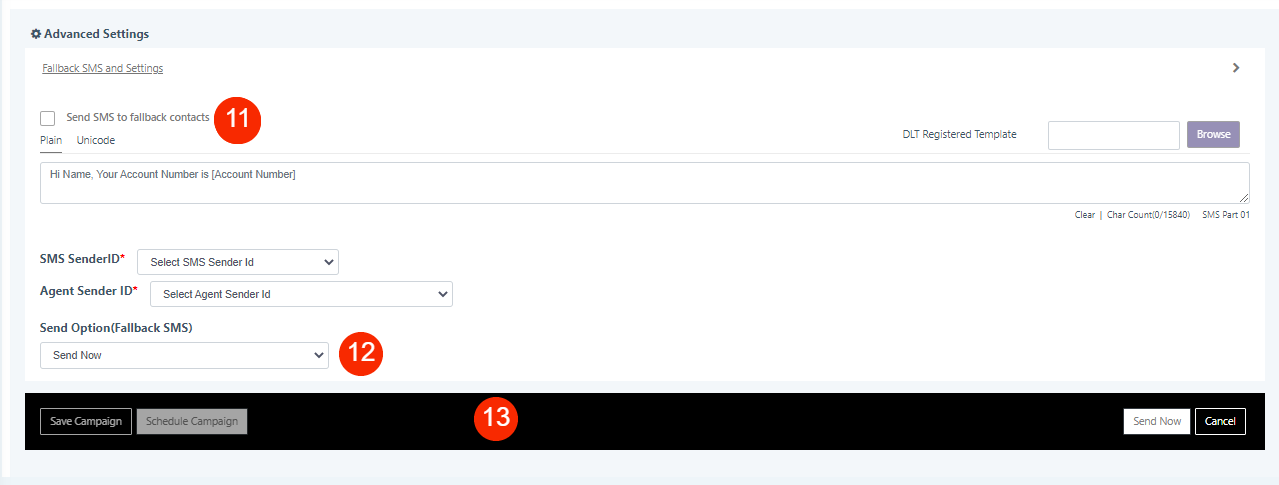 Advanced Settings
Fallback SMS and Settings
Send SMS to fallback contacts
11
Plain Unicode
DLT Registered Template
Browse
Hi Name, Your Account Number is [Account Number]
Clear | Char Count(0/15840) SMS Part 01
SMS SenderID* Select SMS Sender Id
Agent Sender ID* Select Agent Sender Id
Send Option(Fallback SMS)
Send Now
12
13
Save Campaign Schedule Campaign Send Now Cancel